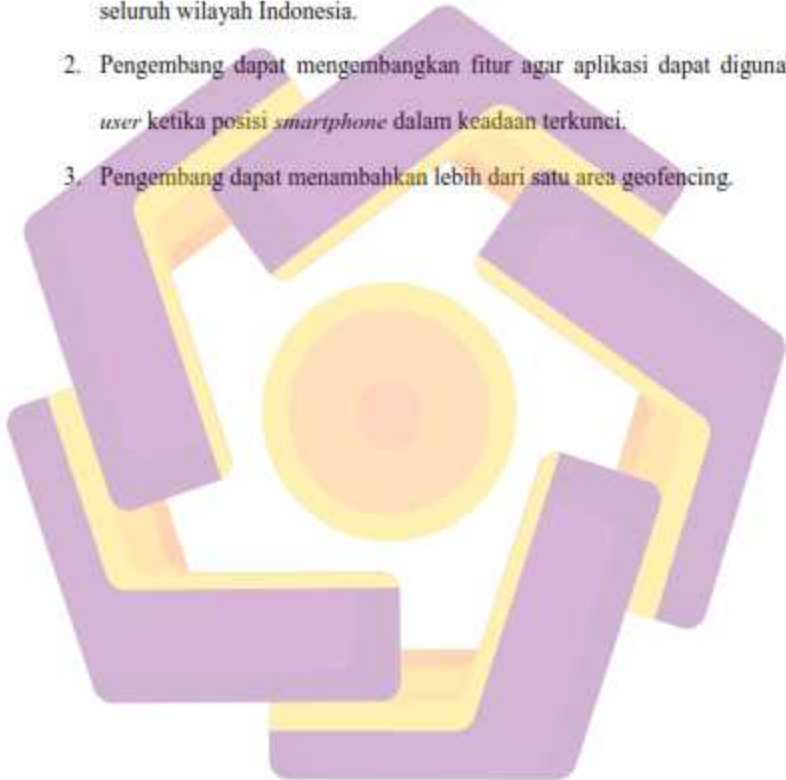 seluruh wilayah Indonesia.
2. Pengembang dapat mengembangkan fitur agar aplikasi dapat diguna
user ketika posisi smartphone dalam keadaan terkunci.
3. Pengembang dapat menambahkan lebih dari satu area geofencing.